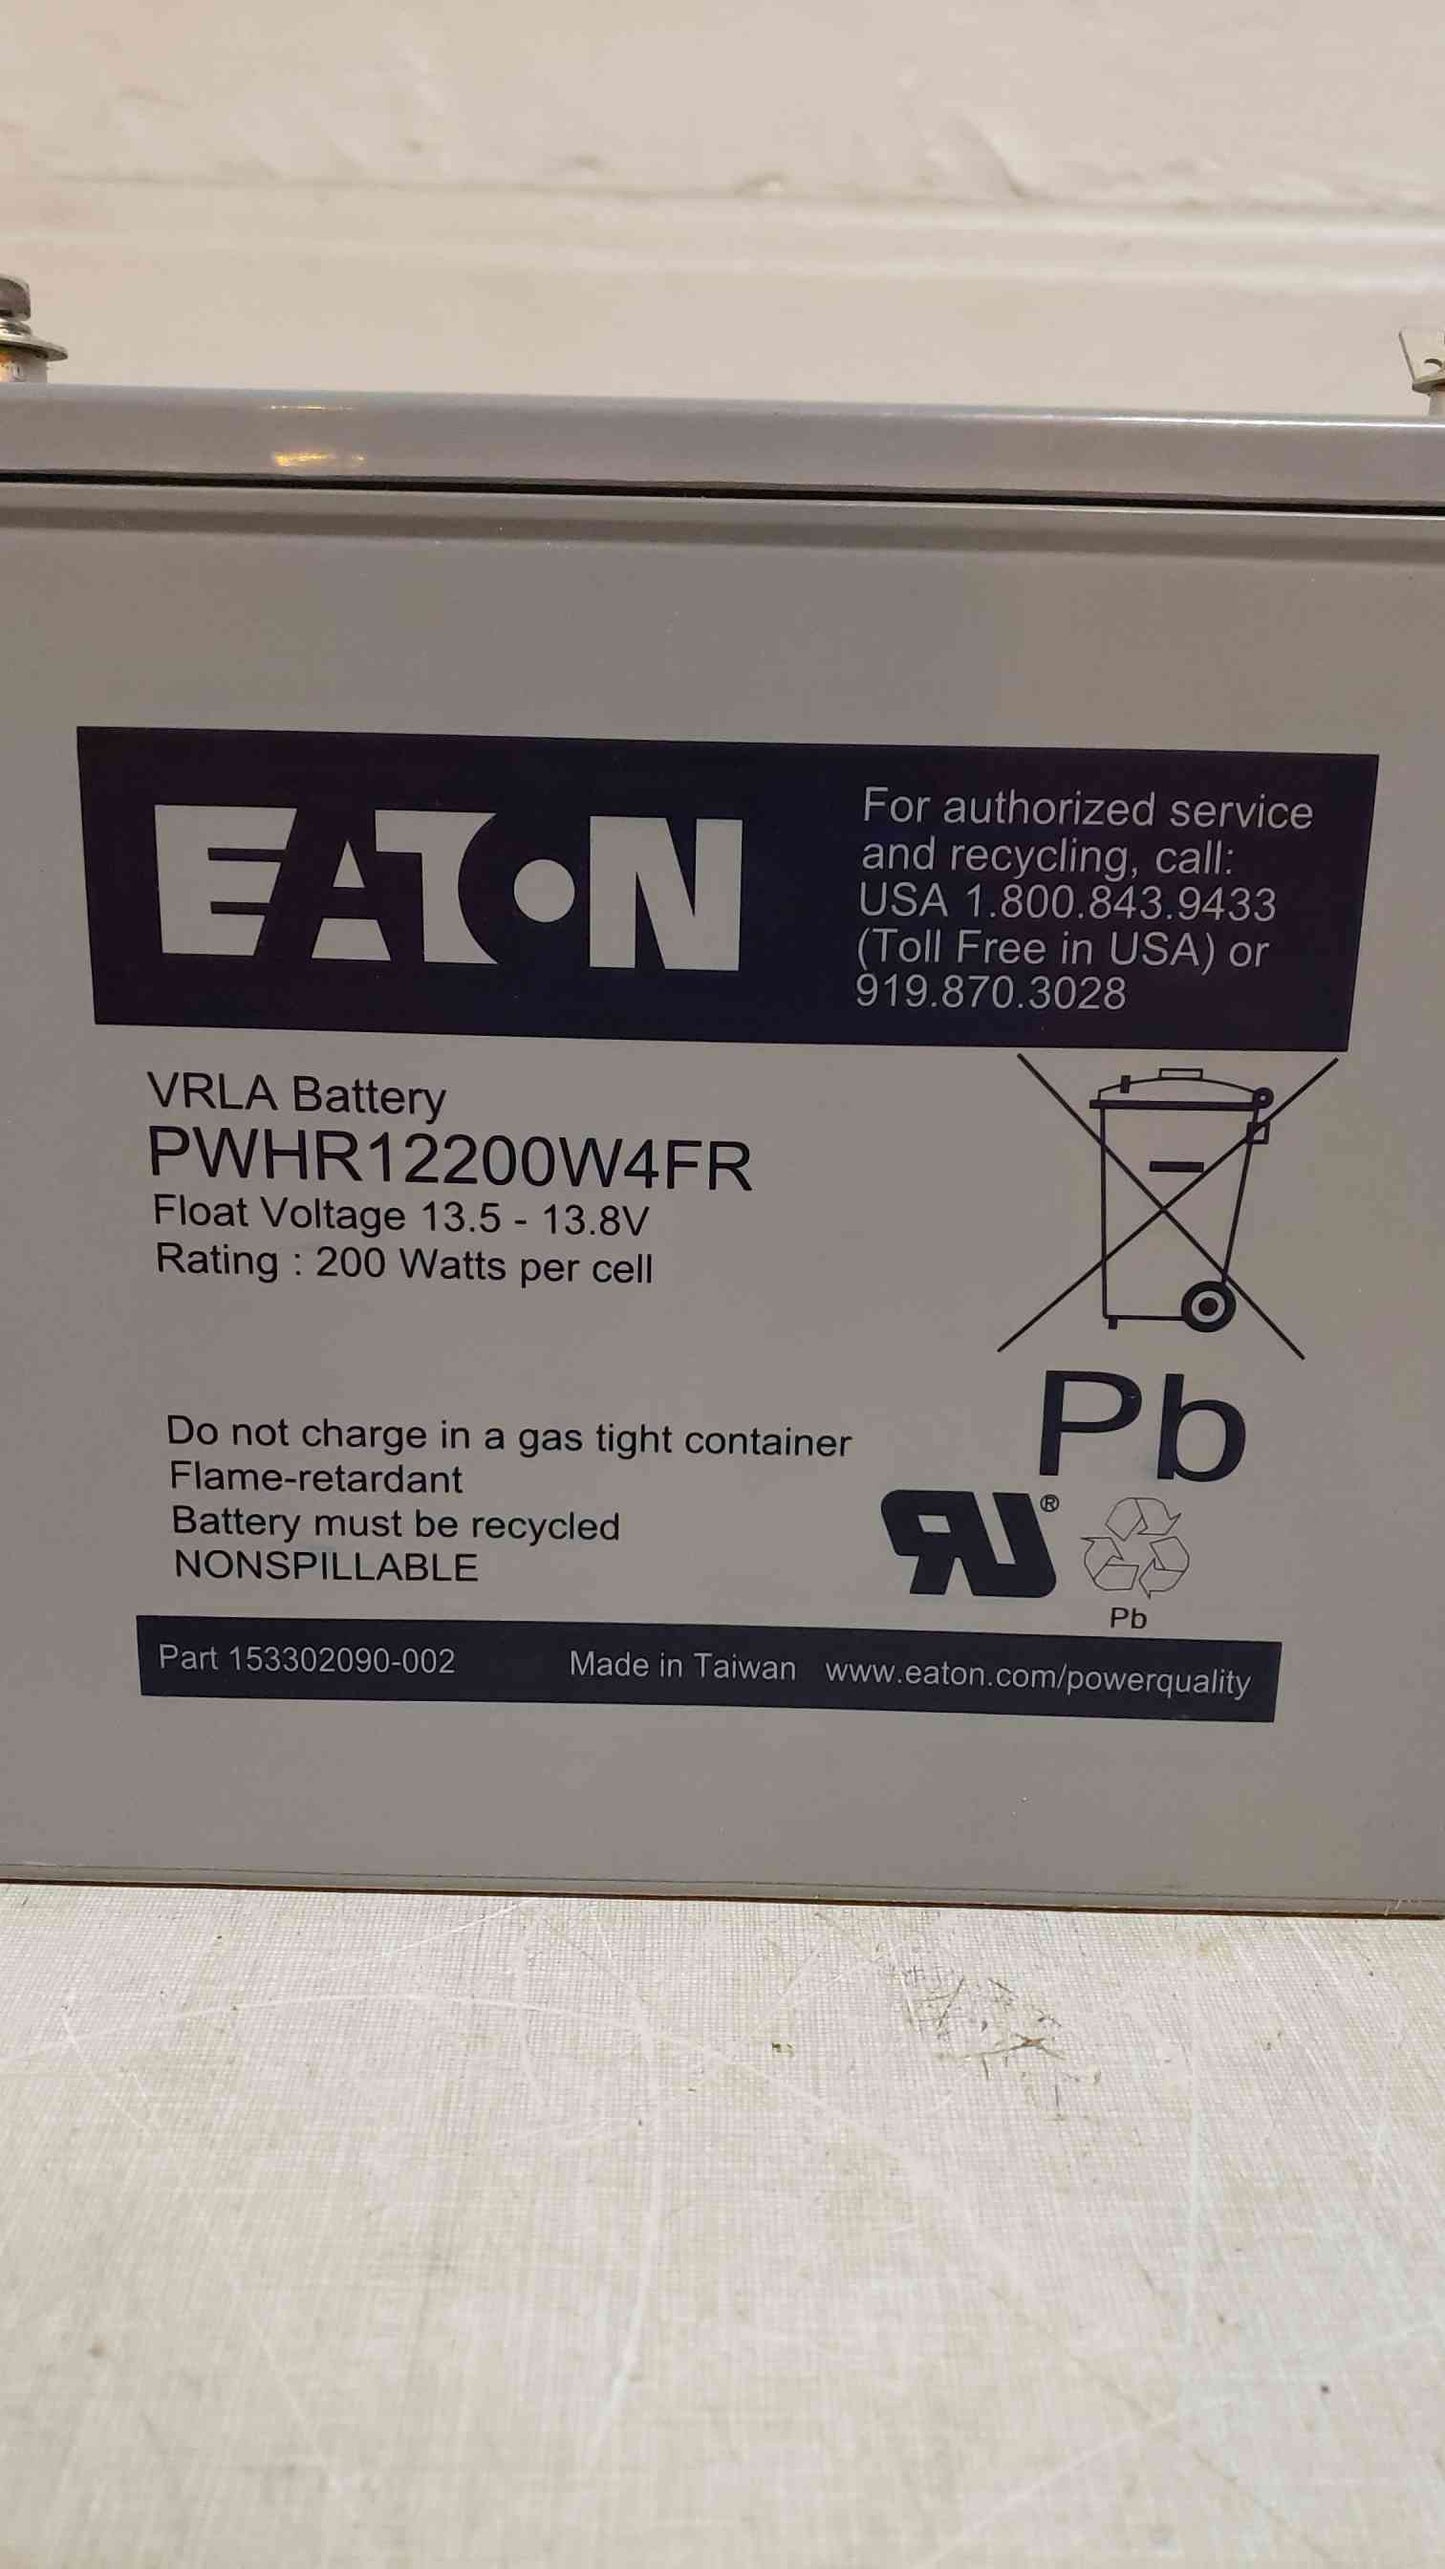 EATON
For authorized service
and recycling, call:
USA 1.800.843.9433
(Toll Free in USA) or
919.870.3028
VRLA Battery
PWHR12200W4FR
Float Voltage 13.5 - 13.8V
Rating : 200 Watts per cell
Pb
Do not charge in a gas tight container
Flame-retardant
Battery must be recycled
NONSPILLABLE
RU®
Pb
Part 153302090-002 Made in Taiwan www.eaton.com/powerquality